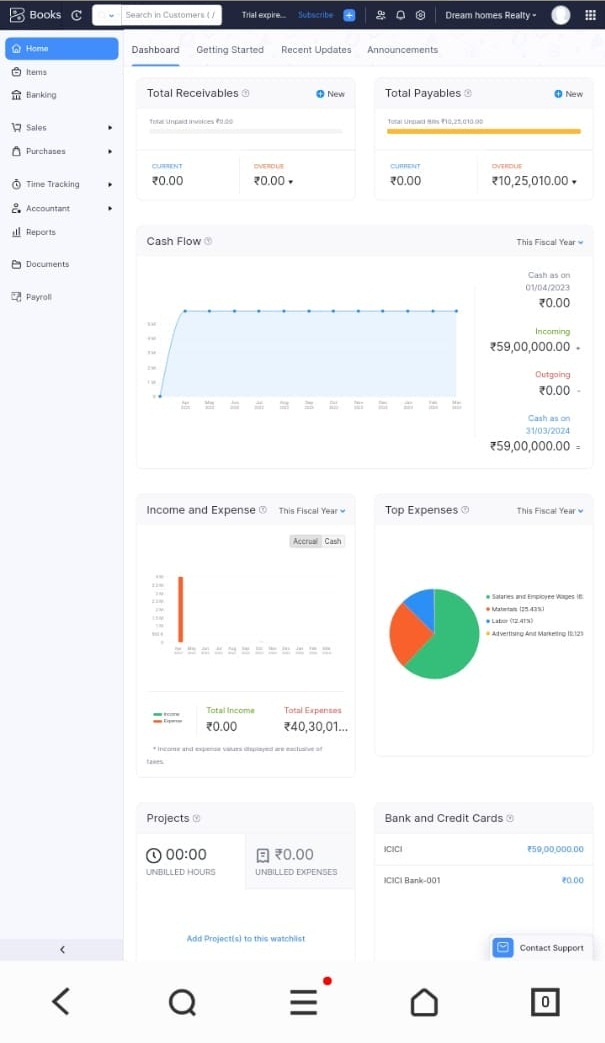 Books
Search in Customers ( /
Trial expire...
Subscribe
Dream homes Realty
Home
Items
Banking
Sales
Purchases
Time Tracking
Accountant
Reports
Documents
Payroll
Dashboard Getting Started Recent Updates Announcements
Total Receivables
New
Total Unpaid Invoices ₹0.00
CURRENT
₹0.00
OVERDUE
₹0.00
Total Payables
New
Total Unpaid Bills ₹10,25,010.00
CURRENT
₹0.00
OVERDUE
₹10,25,010.00
Cash Flow
This Fiscal Year
Cash as on
01/04/2023
₹0.00
Incoming
₹59,00,000.00 +
Outgoing
₹0.00 -
Cash as on
31/03/2024
₹59,00,000.00 =
Income and Expense
This Fiscal Year
Accrual Cash
Income
Expense
Total Income
₹0.00
Total Expenses
₹40,30,01...
* Income and expense values displayed are exclusive of
taxes.
Top Expenses
This Fiscal Year
Salaries and Employee Wages (6
Materials (25.43%)
Labor (12.41%)
Advertising And Marketing (0.12)
Projects
00:00
UNBILLED HOURS
₹0.00
UNBILLED EXPENSES
Add Project(s) to this watchlist
Bank and Credit Cards
ICICI ₹59,00,000.00
ICICI Bank-001 ₹0.00
Contact Support
0